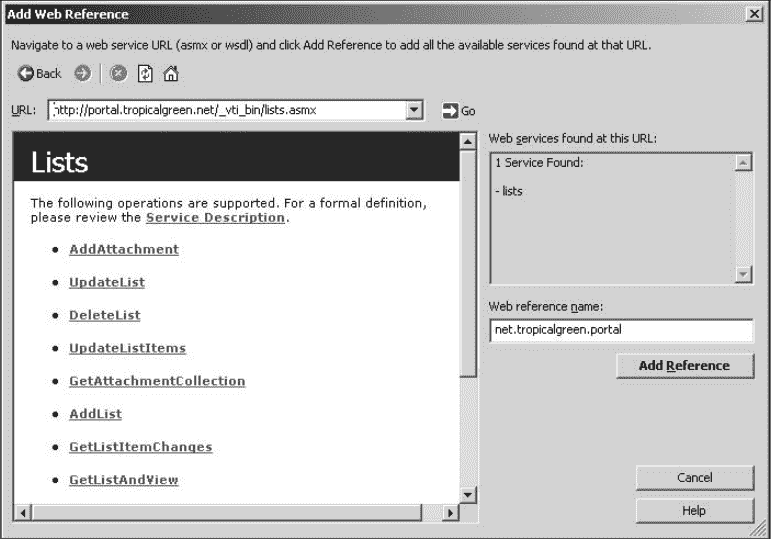 Add Web Reference
Navigate to a web service URL (asmx or wsdl) and click Add Reference to add all the available services found at that URL.
Back
URL: http://portal.tropicalgreen.net/_vti_bin/lists.asmx
Go
Lists
The following operations are supported. For a formal definition,
please review the Service Description.
• AddAttachment
• UpdateList
• DeleteList
• UpdateListItems
• GetAttachmentCollection
• AddList
• GetListItemChanges
• GetListAndView
Web services found at this URL:
1 Service Found:
- lists
Web reference name:
net.tropicalgreen.portal
Add Reference
Cancel
Help